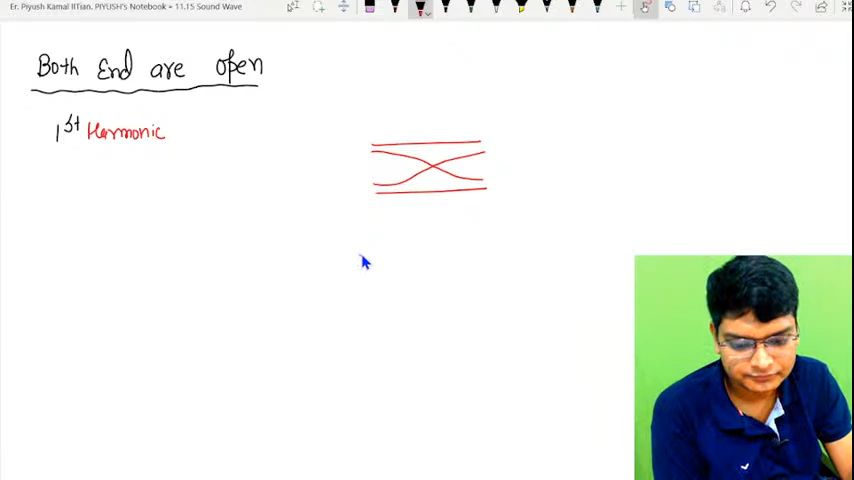 Er. Piyush Kamal IITian. PIYUSH's Notebook » 11.15 Sound Wave
Both End are open
1st Harmonic